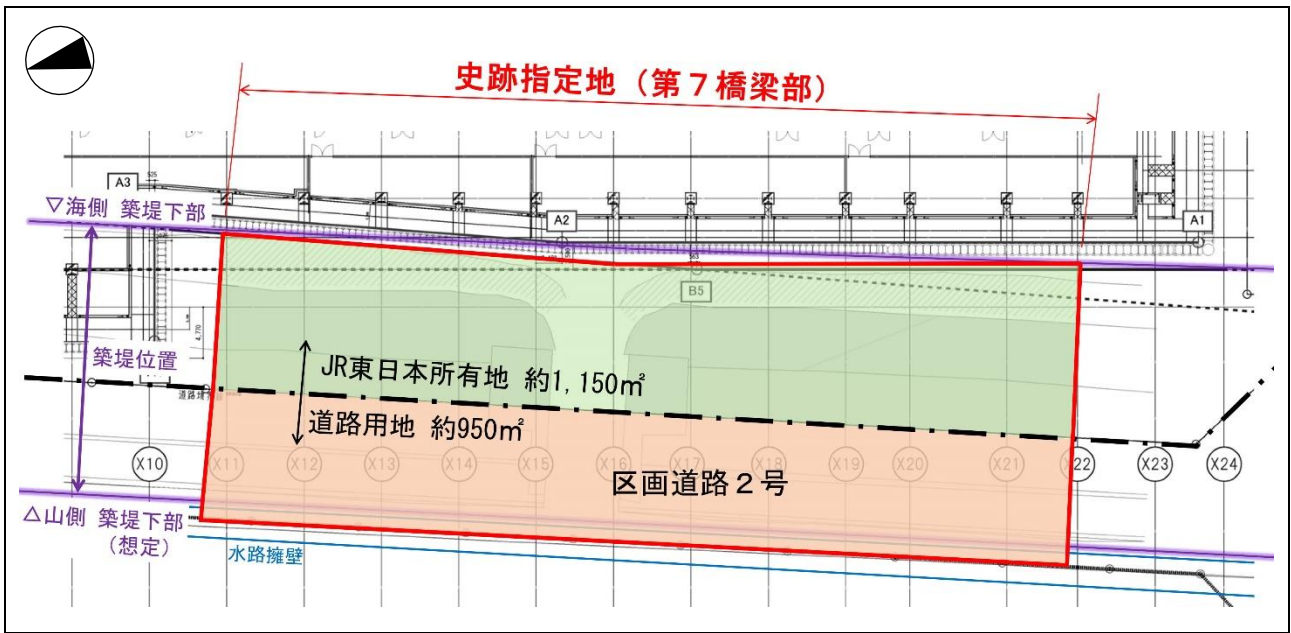 史跡指定地（第７橋梁部）
A3
525
▽海側 築堤下部
A2
A1
563
B5
4,770
築堤位置
JR東日本所有地 約1,150㎡
道路用地 約950㎡
X10
X11
X12
X13
X14
X15
X16
X17
X18
X19
X20
X21
X22
X23
X24
区画道路２号
△山側 築堤下部
（想定）
水路擁壁